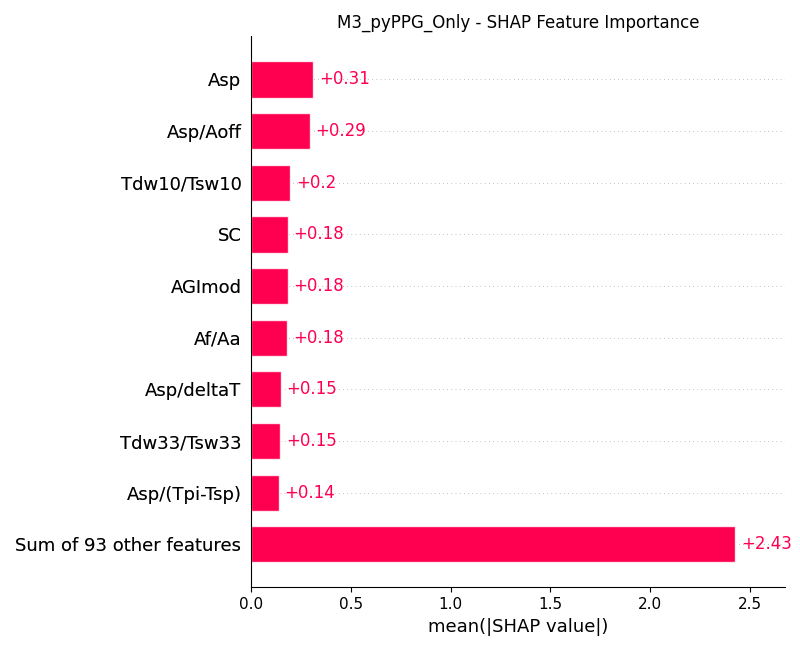 M3_pyPPG_Only - SHAP Feature Importance
Asp +0.31
Asp/Aoff +0.29
Tdw10/Tsw10 +0.2
SC +0.18
AGImod +0.18
Af/Aa +0.18
Asp/deltaT +0.15
Tdw33/Tsw33 +0.15
Asp/(Tpi-Tsp) +0.14
Sum of 93 other features +2.43
0.0 0.5 1.0 1.5 2.0 2.5
mean(|SHAP value|)